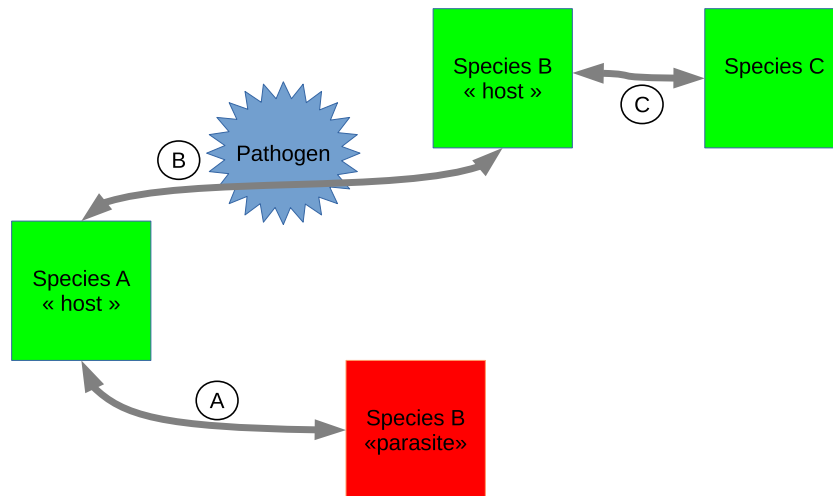 Species B
« host »
Species C
C
B
Pathogen
Species A
« host »
A
Species B
«parasite»